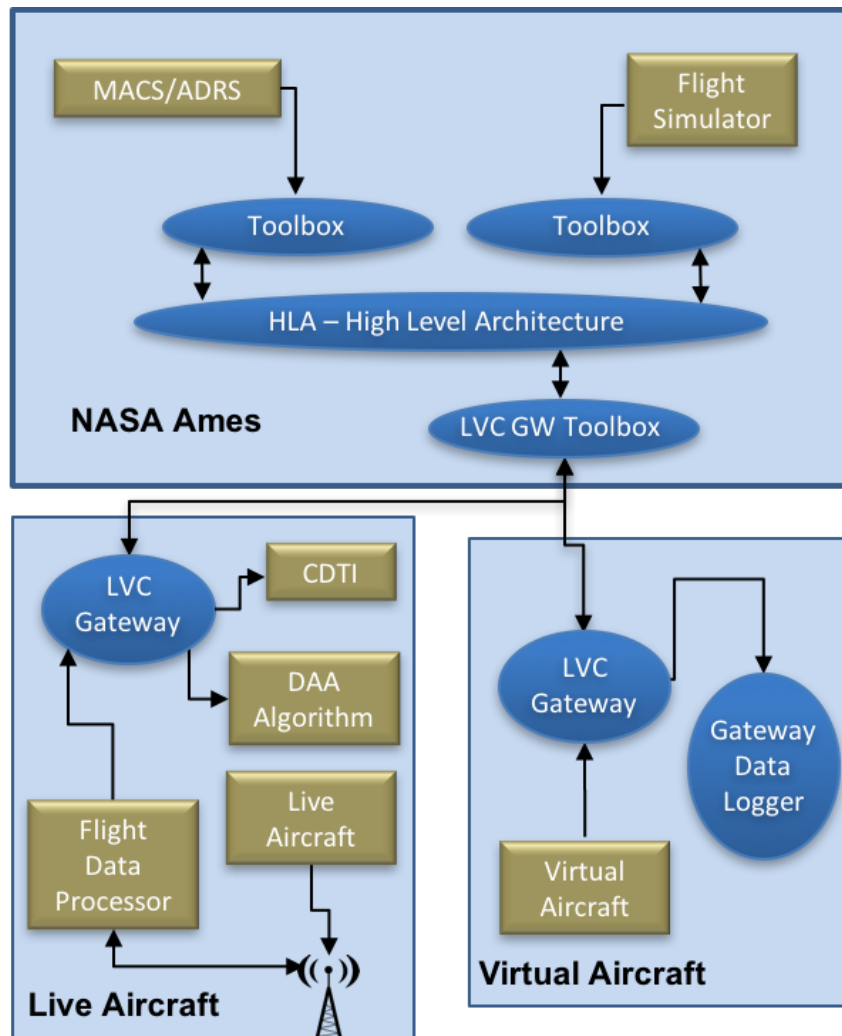 MACS/ADRS
Flight
Simulator
Toolbox
Toolbox
HLA – High Level Architecture
NASA Ames
LVC GW Toolbox
LVC
Gateway
CDTI
DAA
Algorithm
Live
Aircraft
Flight
Data
Processor
Live Aircraft
LVC
Gateway
Gateway
Data
Logger
Virtual
Aircraft
Virtual Aircraft